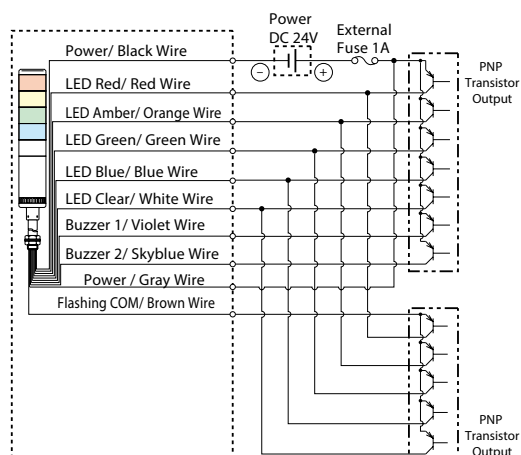 Power
DC 24V
External
Fuse 1A
Power/ Black Wire
LED Red/ Red Wire
LED Amber/ Orange Wire
LED Green/ Green Wire
LED Blue/ Blue Wire
LED Clear/ White Wire
Buzzer 1/ Violet Wire
Buzzer 2/ Skyblue Wire
Power / Gray Wire
Flashing COM/ Brown Wire
PNP
Transistor
Output
PNP
Transistor
Output